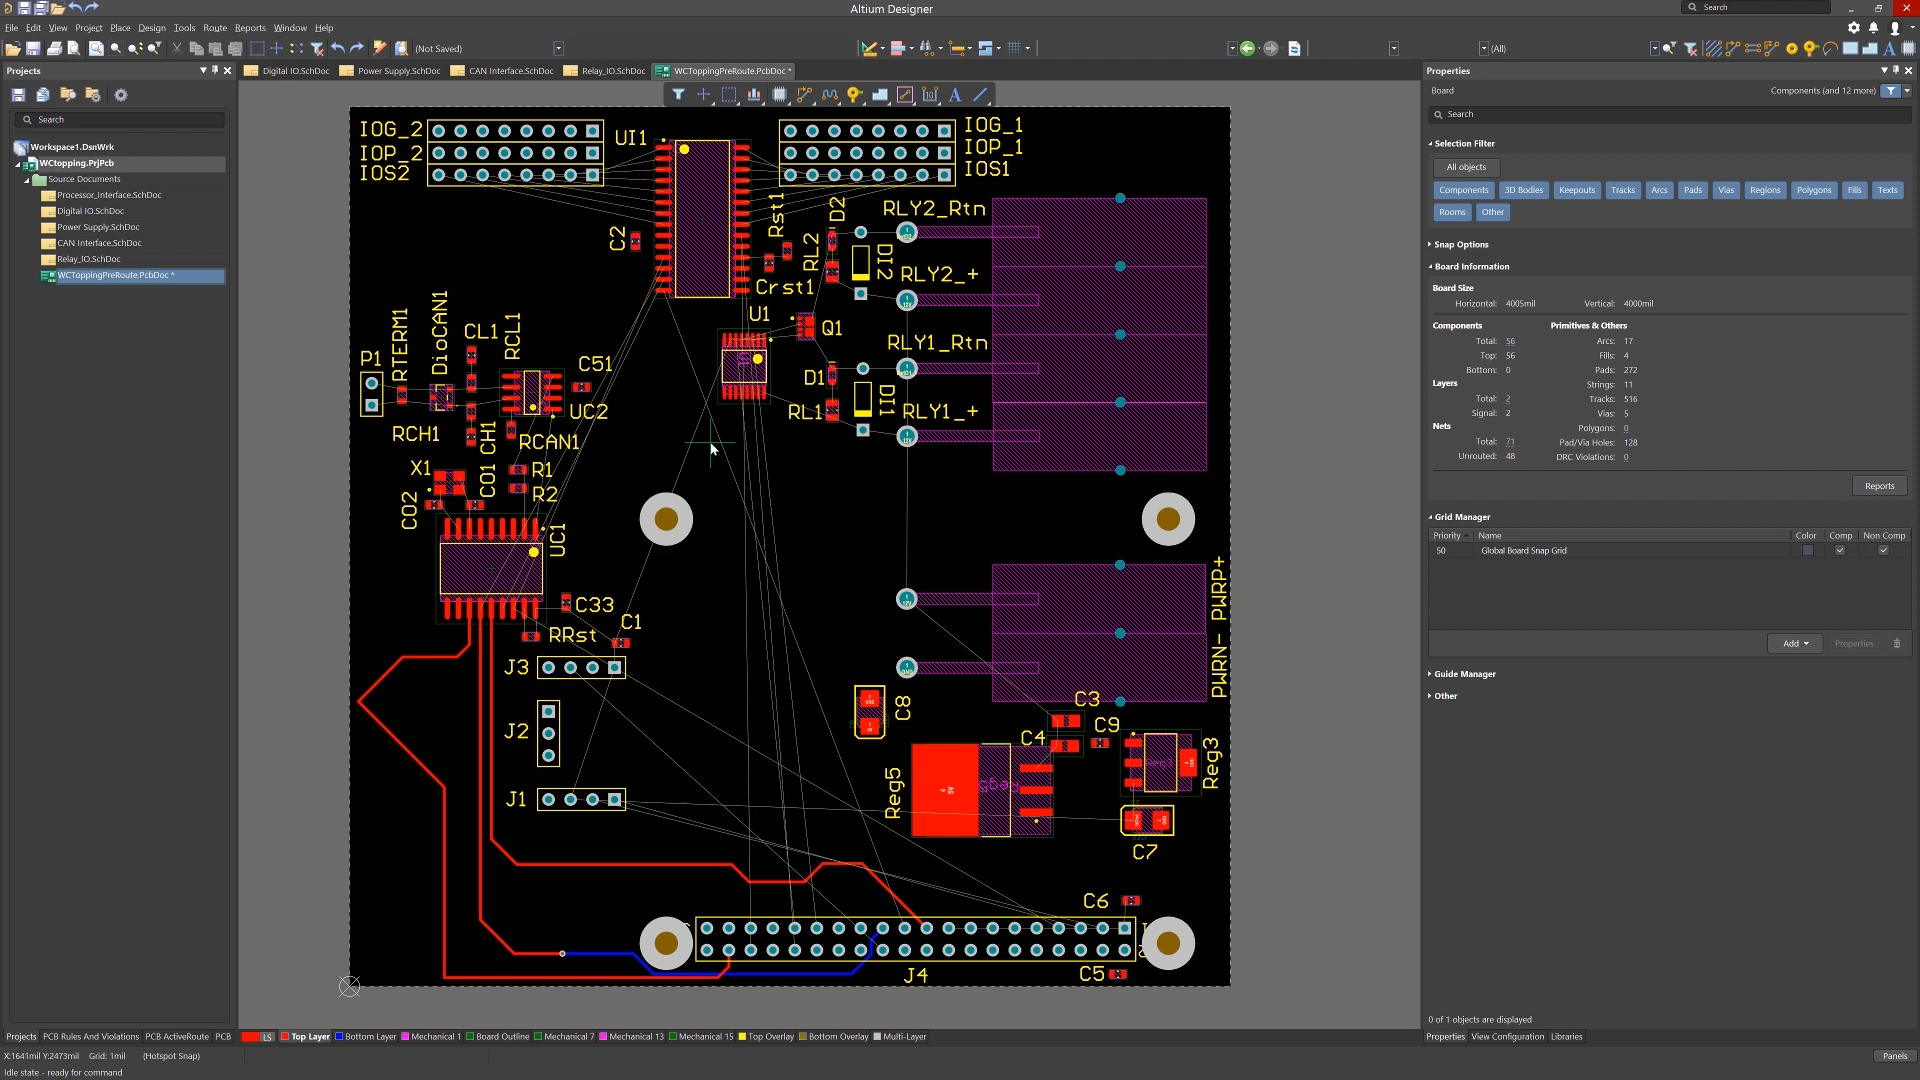 Altium Designer
Search
File Edit View Project Place Design Tools Route Reports Window Help
(Not Saved)
(All)
Projects
Digital IO.SchDoc
Power Supply.SchDoc
CAN Interface.SchDoc
Relay_IO.SchDoc
WCToppingPreRoute.PcbDoc *
Search
Workspace1.DsnWrk
WCtopping.PrjPcb
Source Documents
Processor_Interface.SchDoc
Digital IO.SchDoc
Power Supply.SchDoc
CAN Interface.SchDoc
Relay_IO.SchDoc
WCToppingPreRoute.PcbDoc *
IOG_2
IOP_2
IOS2
UI1
IOG_1
IOP_1
IOS1
C2
Rst1
D2
RL2
DI2
RLY2_Rtn
RLY2_+
Crst1
U1
Q1
RLY1_Rtn
D1
RL1
DI1
RLY1_+
P1
RTERM1
DioCAN1
CL1
RCL1
C51
UC2
RCH1
CH1
RCAN1
X1
CO1
CO2
R1
R2
UC1
C33
RRst
C1
J3
J2
J1
C8
PWRN- PWRP+
C3
C9
C4
Reg5
Reg5
Reg3
Reg3
C7
C6
J4
C5
Properties
Board
Components (and 12 more)
Search
Selection Filter
All objects
Components 3D Bodies Keepouts Tracks Arcs Pads Vias Regions Polygons Fills Texts
Rooms Other
Snap Options
Board Information
Board Size
Horizontal: 4005mil Vertical: 4000mil
Components Primitives & Others
Total: 56 Arcs: 17
Top: 56 Fills: 4
Bottom: 0 Pads: 272
Layers Strings: 11
Total: 2 Tracks: 516
Signal: 2 Vias: 5
Nets Polygons: 0
Total: 71 Pad/Via Holes: 128
Unrouted: 48 DRC Violations: 0
Reports
Grid Manager
Priority Name Color Comp Non Comp
50 Global Board Snap Grid
Add Properties
Guide Manager
Other
0 of 1 objects are displayed
Projects PCB Rules And Violations PCB ActiveRoute PCB
LS Top Layer Bottom Layer Mechanical 1 Board Outline Mechanical 7 Mechanical 13 Mechanical 15 Top Overlay Bottom Overlay Multi-Layer
Properties View Configuration Libraries
X:1641mil Y:2473mil Grid: 1mil (Hotspot Snap)
Panels
Idle state - ready for command